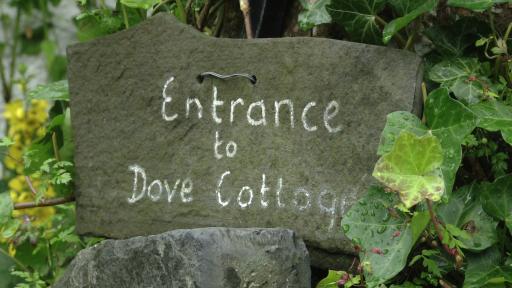 Entrance
to
Dove Cottage